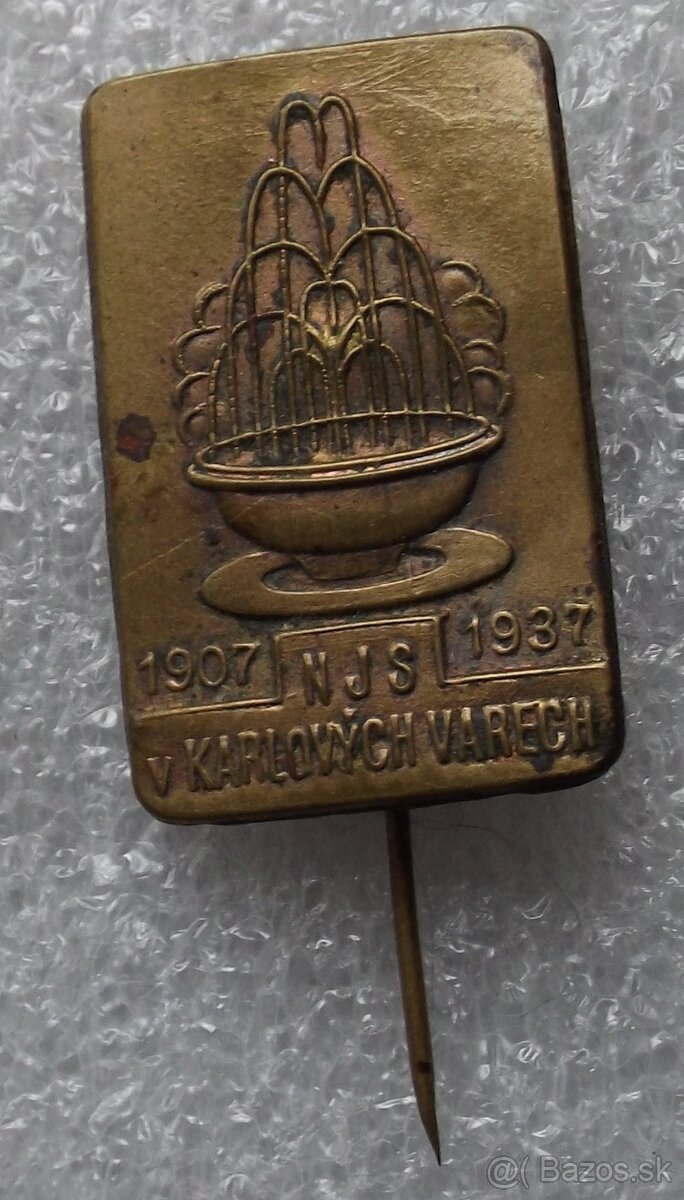 1907 NJS 1937
V KARLOVÝCH VARECH
@( Bazos.sk